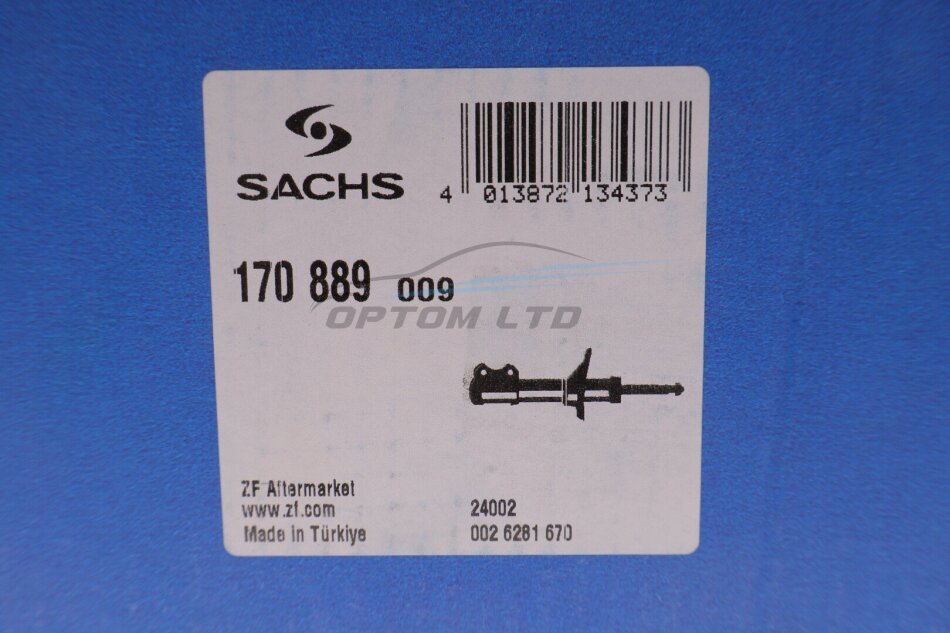 SACHS
4 013872 134373
170 889 009
OPTOM LTD
ZF Aftermarket
www.zf.com
Made in Türkiye
24002
002 6281 670